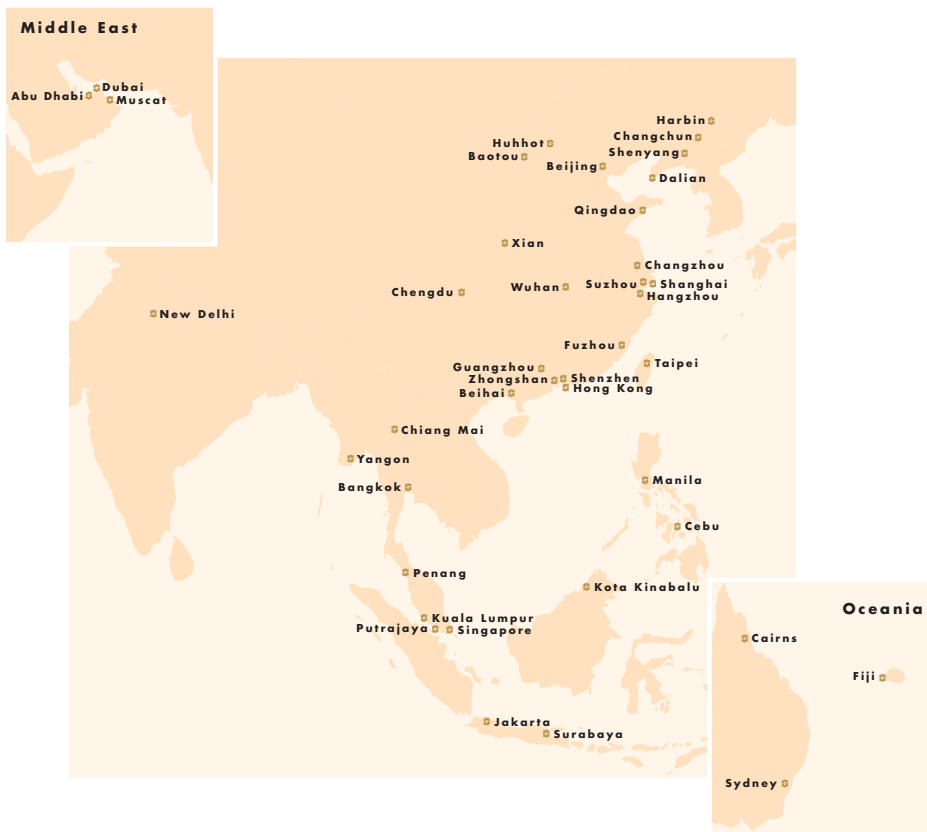 Middle East
Dubai
Abu Dhabi
Muscat
Harbin
Changchun
Huhhot
Shenyang
Baotou
Beijing
Dalian
Qingdao
Xian
Changzhou
Suzhou
Shanghai
Wuhan
Chengdu
Hangzhou
New Delhi
Fuzhou
Taipei
Guangzhou
Zhongshan
Shenzhen
Hong Kong
Beihai
Chiang Mai
Yangon
Manila
Bangkok
Cebu
Penang
Kota Kinabalu
Oceania
Kuala Lumpur
Putrajaya
Singapore
Cairns
Fiji
Jakarta
Surabaya
Sydney